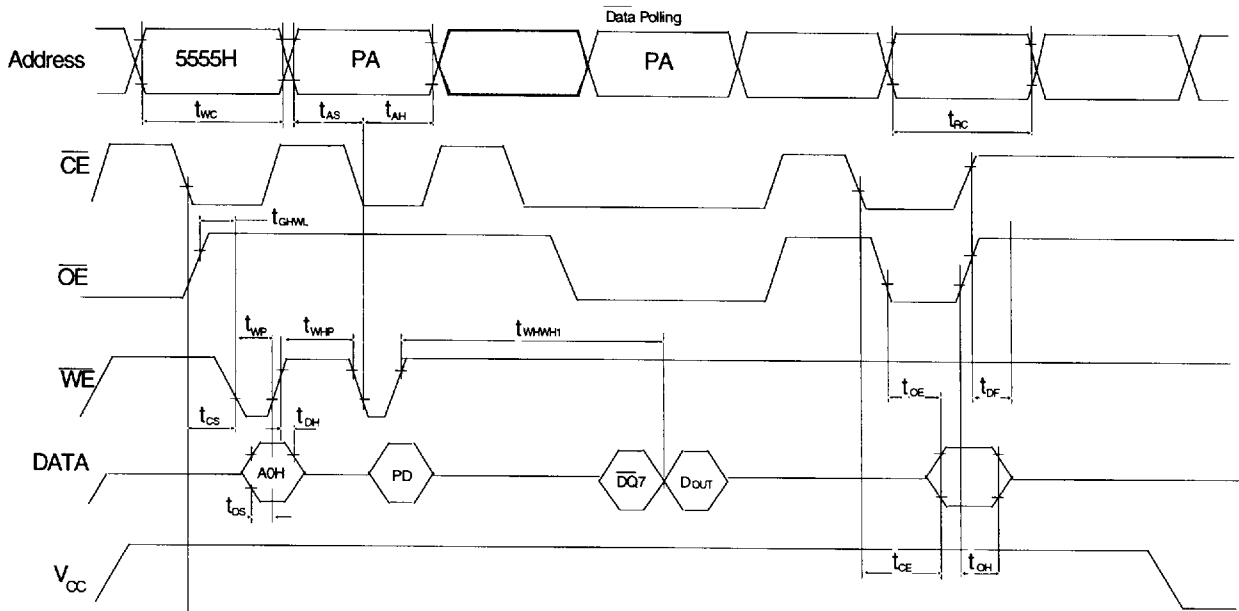 Data Polling
Address 5555H PA PA
tWC tAS tAH tRC
CE
tGHWL
OE
tWP tWHP tWHWH1
WE
tOE tDF
tCS tDH
DATA A0H PD DQ7 DOUT
tDS
tCE tOH
VCC